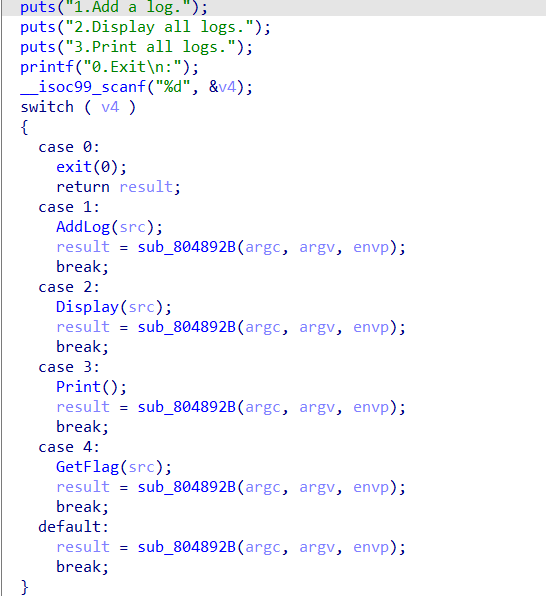 puts("1.Add a log.");
puts("2.Display all logs.");
puts("3.Print all logs.");
printf("0.Exit\n:");
__isoc99_scanf("%d", &v4);
switch ( v4 )
{
  case 0:
    exit(0);
    return result;
  case 1:
    AddLog(src);
    result = sub_804892B(argc, argv, envp);
    break;
  case 2:
    Display(src);
    result = sub_804892B(argc, argv, envp);
    break;
  case 3:
    Print();
    result = sub_804892B(argc, argv, envp);
    break;
  case 4:
    GetFlag(src);
    result = sub_804892B(argc, argv, envp);
    break;
  default:
    result = sub_804892B(argc, argv, envp);
    break;
}